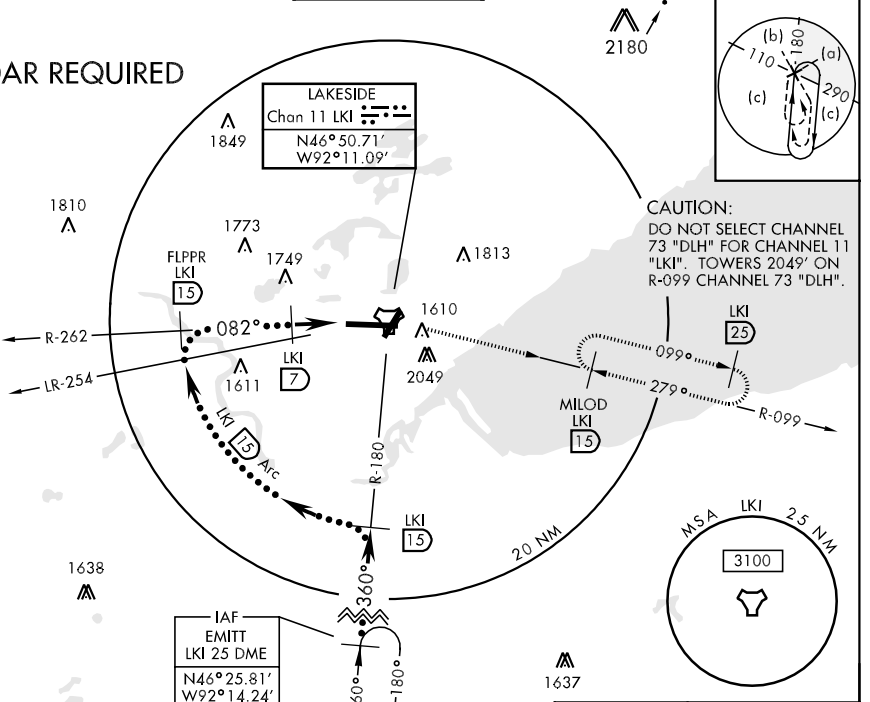 2180
(b)
180
(a)
110
290
(c)
(c)
LAKESIDE
Chan 11 LKI
N46° 50.71'
W92° 11.09'
1849
1810
1773
1749
1813
CAUTION:
DO NOT SELECT CHANNEL
73 "DLH" FOR CHANNEL 11
"LKI". TOWERS 2049' ON
R-099 CHANNEL 73 "DLH".
FLPPR
LKI
15
1610
LKI
25
R-262
082°
099°
LKI
7
2049
LR-254
1611
279°
MILOD
LKI
15
R-099
LKI 15 Arc
R-180
LKI
15
20 NM
MSA LKI 25 NM
3100
1638
360°
IAF
EMITT
LKI 25 DME
N46° 25.81'
W92° 14.24'
180°
1637